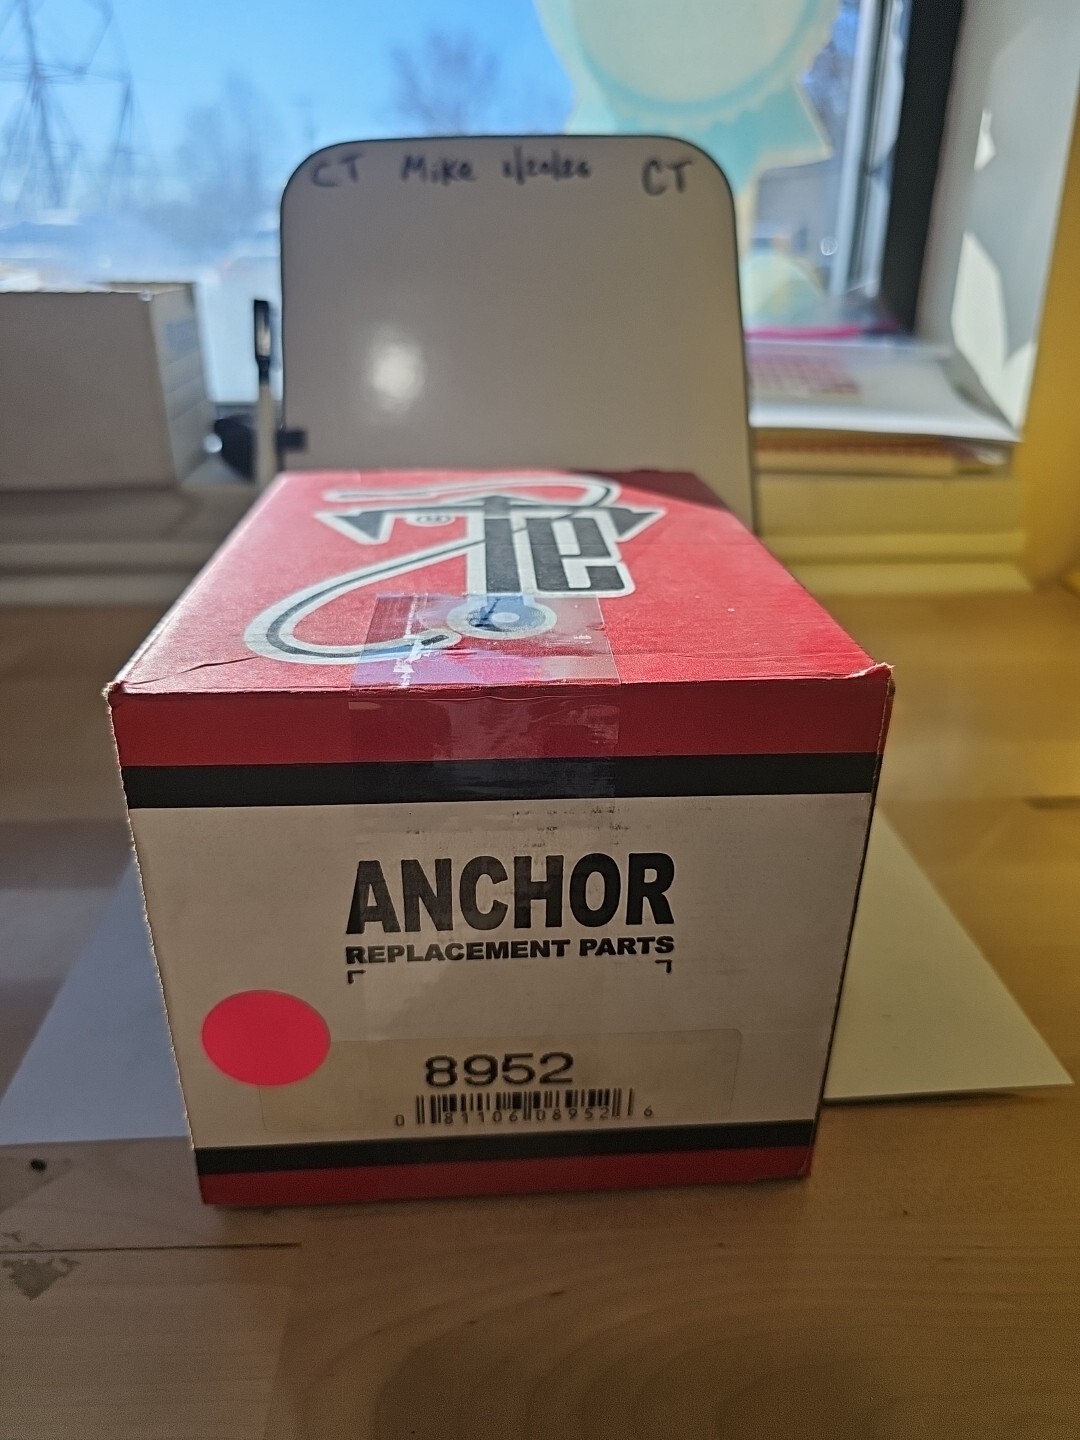 CT Mike 1/20/26 CT
ANCHOR
REPLACEMENT PARTS
8952
0 81106 08952 6